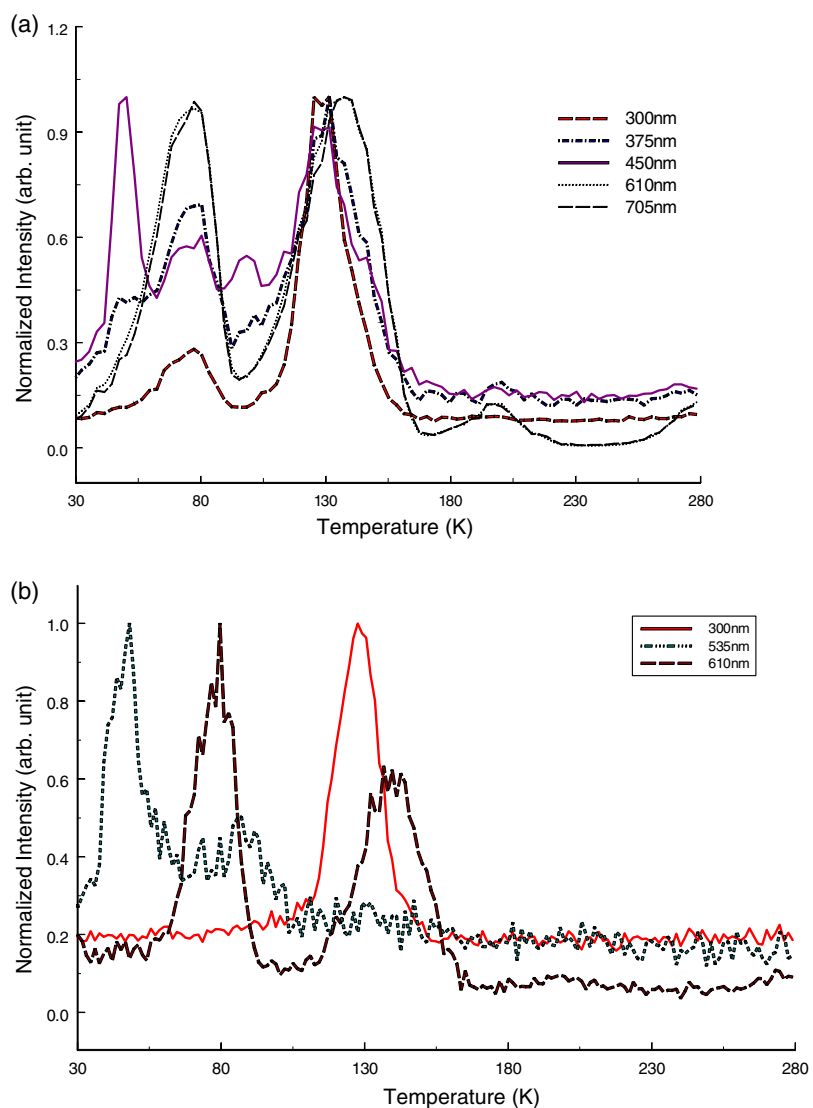 (a)
1.2
0.9
0.6
0.3
0.0
Normalized Intensity (arb. unit)
300nm
375nm
450nm
610nm
705nm
30 80 130 180 230 280
Temperature (K)
(b)
1.0
0.8
0.6
0.4
0.2
0.0
Normalized Intensity (arb. unit)
300nm
535nm
610nm
30 80 130 180 230 280
Temperature (K)